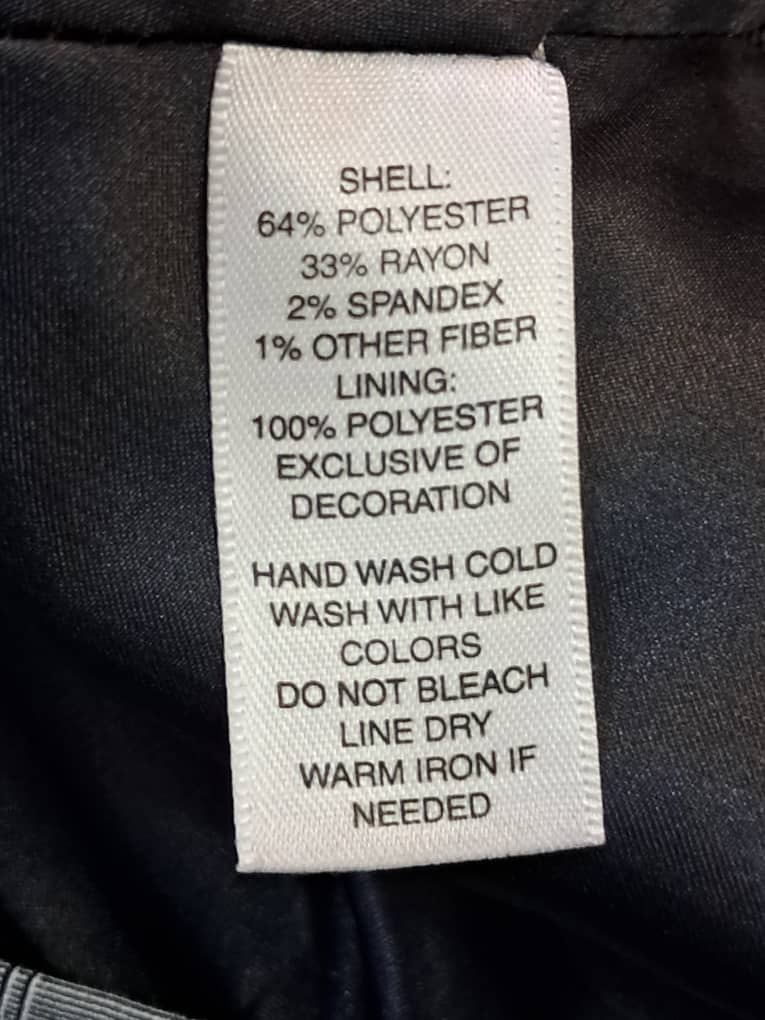 SHELL:
64% POLYESTER
33% RAYON
2% SPANDEX
1% OTHER FIBER
LINING:
100% POLYESTER
EXCLUSIVE OF
DECORATION
HAND WASH COLD
WASH WITH LIKE
COLORS
DO NOT BLEACH
LINE DRY
WARM IRON IF
NEEDED